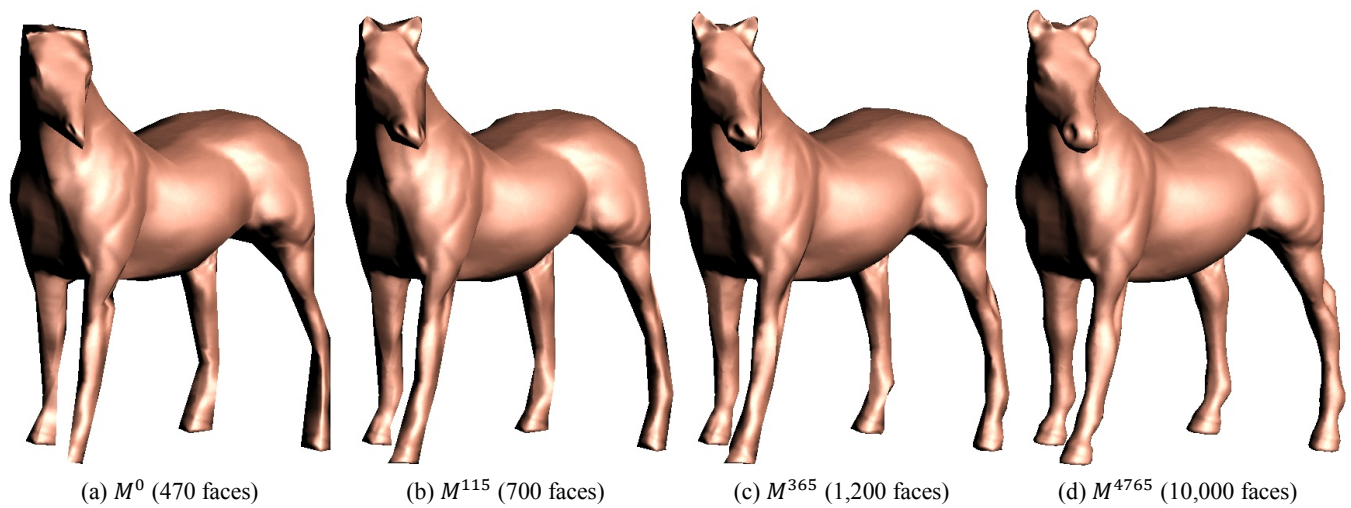 (a) M⁰ (470 faces)
(b) M¹¹⁵ (700 faces)
(c) M³⁶⁵ (1,200 faces)
(d) M⁴⁷⁶⁵ (10,000 faces)